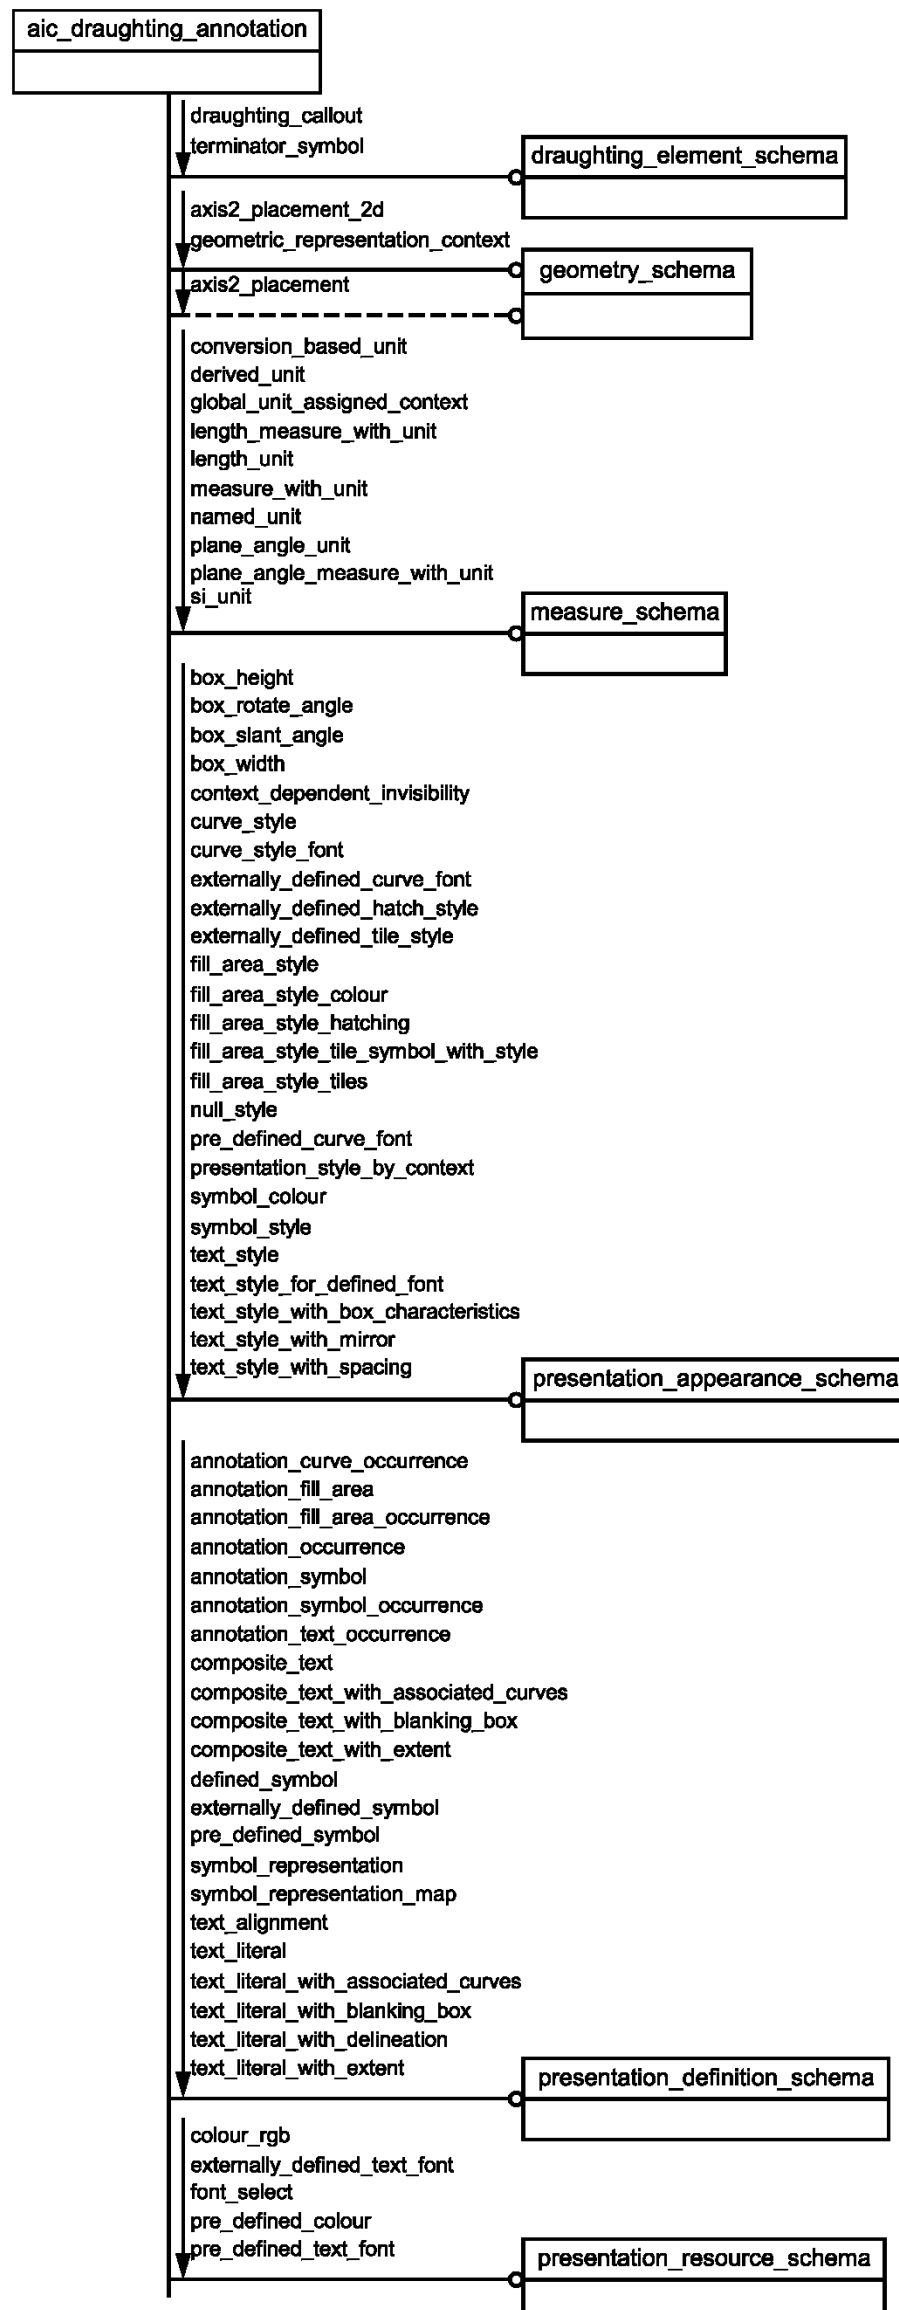 aic_draughting_annotation
draughting_callout
terminator_symbol
draughting_element_schema
axis2_placement_2d
geometric_representation_context
geometry_schema
axis2_placement
conversion_based_unit
derived_unit
global_unit_assigned_context
length_measure_with_unit
length_unit
measure_with_unit
named_unit
plane_angle_unit
plane_angle_measure_with_unit
si_unit
measure_schema
box_height
box_rotate_angle
box_slant_angle
box_width
context_dependent_invisibility
curve_style
curve_style_font
externally_defined_curve_font
externally_defined_hatch_style
externally_defined_tile_style
fill_area_style
fill_area_style_colour
fill_area_style_hatching
fill_area_style_tile_symbol_with_style
fill_area_style_tiles
null_style
pre_defined_curve_font
presentation_style_by_context
symbol_colour
symbol_style
text_style
text_style_for_defined_font
text_style_with_box_characteristics
text_style_with_mirror
text_style_with_spacing
presentation_appearance_schema
annotation_curve_occurrence
annotation_fill_area
annotation_fill_area_occurrence
annotation_occurrence
annotation_symbol
annotation_symbol_occurrence
annotation_text_occurrence
composite_text
composite_text_with_associated_curves
composite_text_with_blanking_box
composite_text_with_extent
defined_symbol
externally_defined_symbol
pre_defined_symbol
symbol_representation
symbol_representation_map
text_alignment
text_literal
text_literal_with_associated_curves
text_literal_with_blanking_box
text_literal_with_delineation
text_literal_with_extent
presentation_definition_schema
colour_rgb
externally_defined_text_font
font_select
pre_defined_colour
pre_defined_text_font
presentation_resource_schema